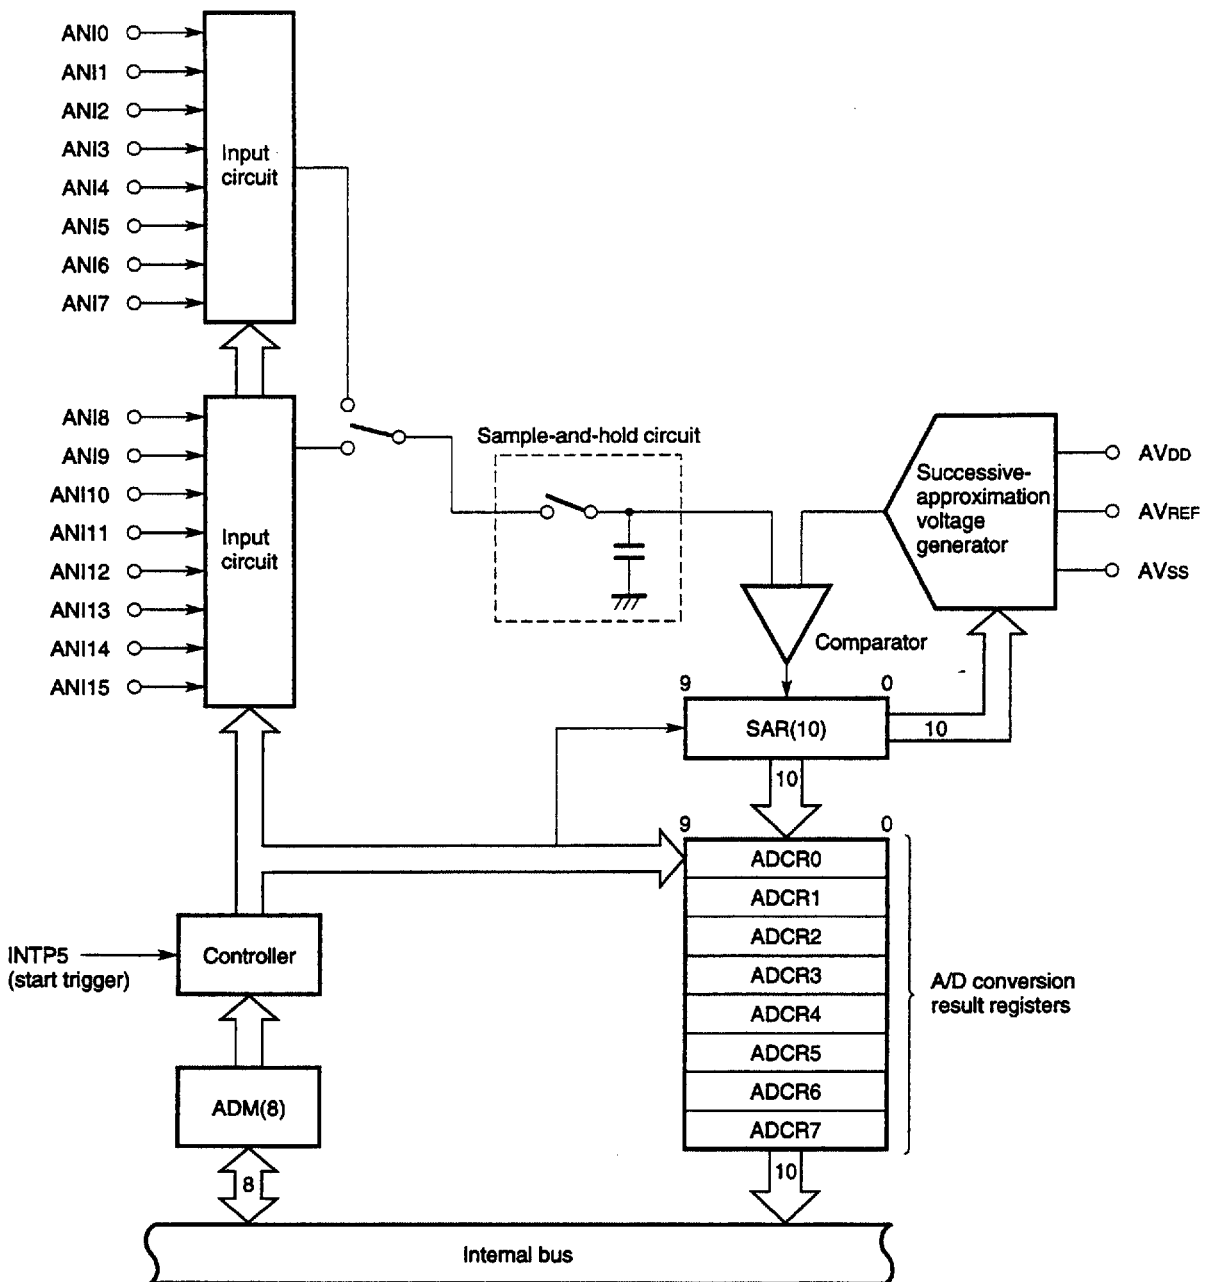 ANI0
ANI1
ANI2
ANI3
ANI4
ANI5
ANI6
ANI7
Input
circuit
ANI8
ANI9
ANI10
ANI11
ANI12
ANI13
ANI14
ANI15
Input
circuit
Sample-and-hold circuit
Successive-
approximation
voltage
generator
AVDD
AVREF
AVSS
Comparator
9
0
SAR(10)
10
10
9
0
ADCR0
ADCR1
ADCR2
ADCR3
ADCR4
ADCR5
ADCR6
ADCR7
A/D conversion
result registers
INTP5
(start trigger)
Controller
ADM(8)
8
10
Internal bus